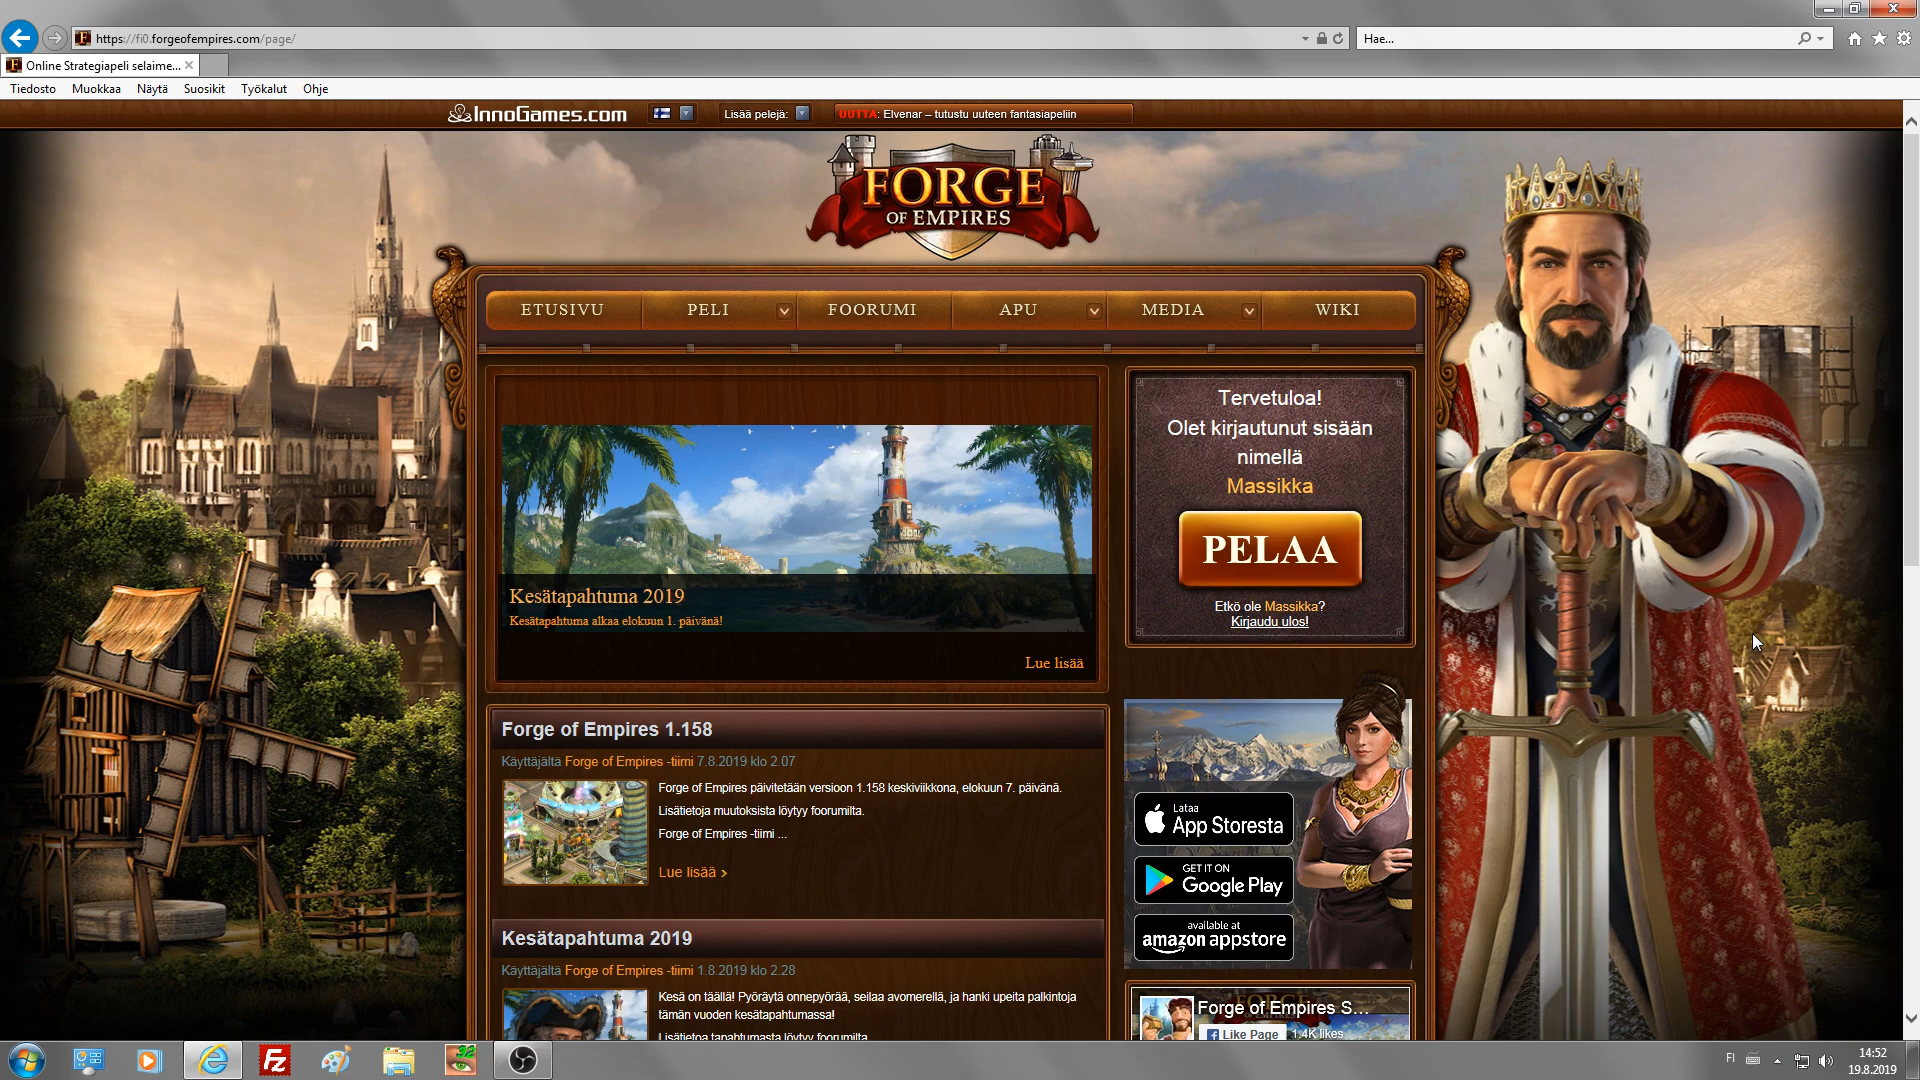 https://fi0.forgeofempires.com/page/
Hae...
Online Strategiapeli selaime...
Tiedosto Muokkaa Näytä Suosikit Työkalut Ohje
InnoGames.com
Lisää pelejä:
UUTTA: Elvenar – tutustu uuteen fantasiapeliin
FORGE
OF EMPIRES
ETUSIVU PELI FOORUMI APU MEDIA WIKI
Kesätapahtuma 2019
Kesätapahtuma alkaa elokuun 1. päivänä!
Lue lisää
Tervetuloa!
Olet kirjautunut sisään
nimellä
Massikka
PELAA
Etkö ole Massikka?
Kirjaudu ulos!
Forge of Empires 1.158
Käyttäjältä Forge of Empires -tiimi 7.8.2019 klo 2.07
Forge of Empires päivitetään versioon 1.158 keskiviikkona, elokuun 7. päivänä.
Lisätietoja muutoksista löytyy foorumilta.
Forge of Empires -tiimi ...
Lue lisää ›
Kesätapahtuma 2019
Käyttäjältä Forge of Empires -tiimi 1.8.2019 klo 2.28
Kesä on täällä! Pyöräytä onnepyörää, seilaa avomerellä, ja hanki upeita palkintoja
tämän vuoden kesätapahtumassa!
Lisätietoa tapahtumasta löytyy foorumilta
Lataa
App Storesta
GET IT ON
Google Play
available at
amazon appstore
Forge of Empires S...
Like Page 1.4K likes
FI
14:52
19.8.2019